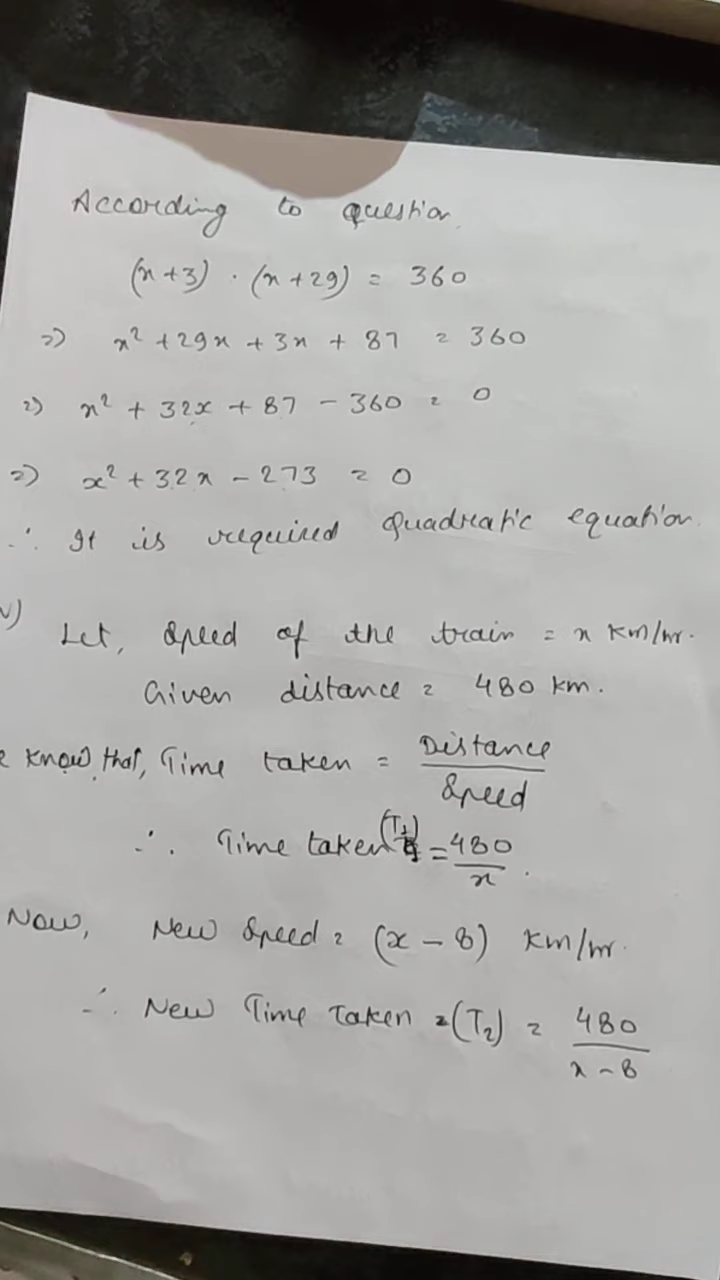 According to question.
(x+3) · (x+29) = 360
=> x² + 29x + 3x + 87 = 360
=> x² + 32x + 87 - 360 = 0
=> x² + 32x - 273 = 0
∴ It is required quadratic equation.
v) Let, speed of the train = x km/hr.
Given distance = 480 km.
e know that, Time taken = Distance / Speed
∴ Time taken (T₁) = 480 / x .
Now, New speed = (x - 8) km/hr.
∴ New Time Taken = (T₂) = 480 / x - 8